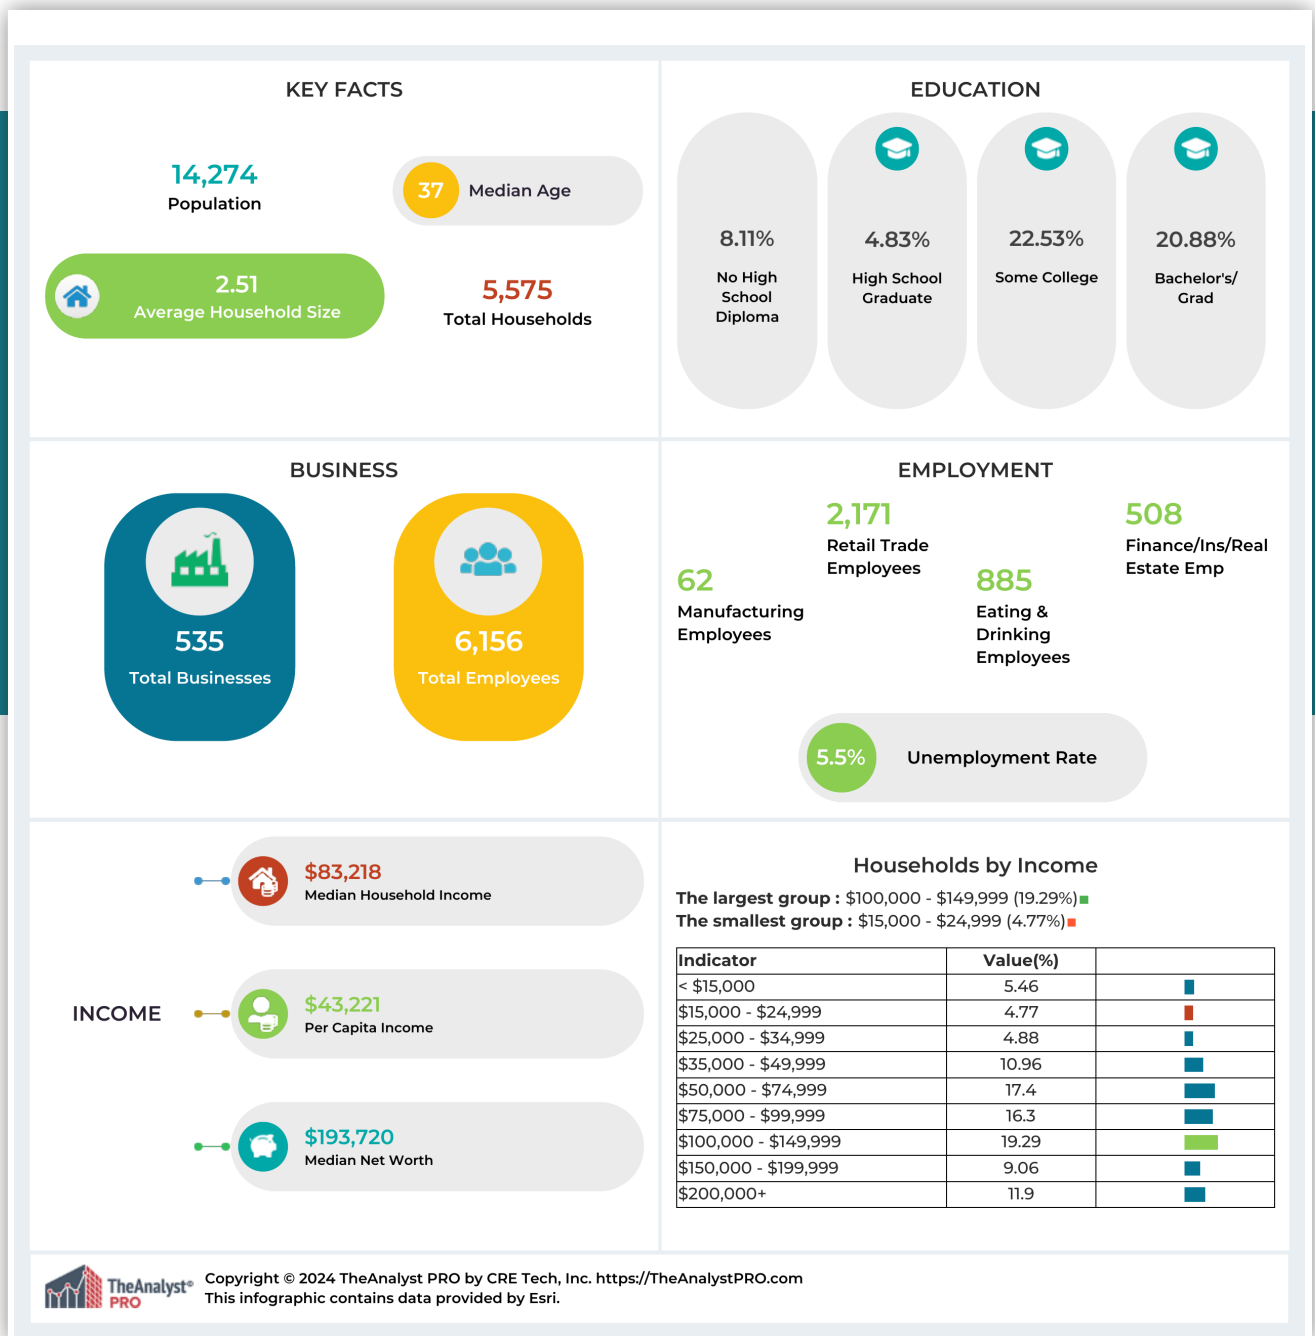 KEY FACTS
14,274
Population
37
Median Age
2.51
Average Household Size
5,575
Total Households
EDUCATION
8.11%
No High
School
Diploma
4.83%
High School
Graduate
22.53%
Some College
20.88%
Bachelor's/
Grad
BUSINESS
535
Total Businesses
6,156
Total Employees
EMPLOYMENT
62
Manufacturing
Employees
2,171
Retail Trade
Employees
885
Eating &
Drinking
Employees
508
Finance/Ins/Real
Estate Emp
5.5%
Unemployment Rate
INCOME
$83,218
Median Household Income
$43,221
Per Capita Income
$193,720
Median Net Worth
Households by Income
The largest group : $100,000 - $149,999 (19.29%)
The smallest group : $15,000 - $24,999 (4.77%)
Indicator Value(%)
< $15,000 5.46
$15,000 - $24,999 4.77
$25,000 - $34,999 4.88
$35,000 - $49,999 10.96
$50,000 - $74,999 17.4
$75,000 - $99,999 16.3
$100,000 - $149,999 19.29
$150,000 - $199,999 9.06
$200,000+ 11.9
TheAnalyst®
PRO
Copyright © 2024 TheAnalyst PRO by CRE Tech, Inc. https://TheAnalystPRO.com
This infographic contains data provided by Esri.